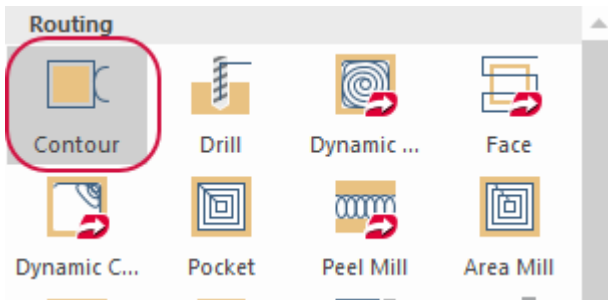 Routing
Contour Drill Dynamic ... Face
Dynamic C... Pocket Peel Mill Area Mill